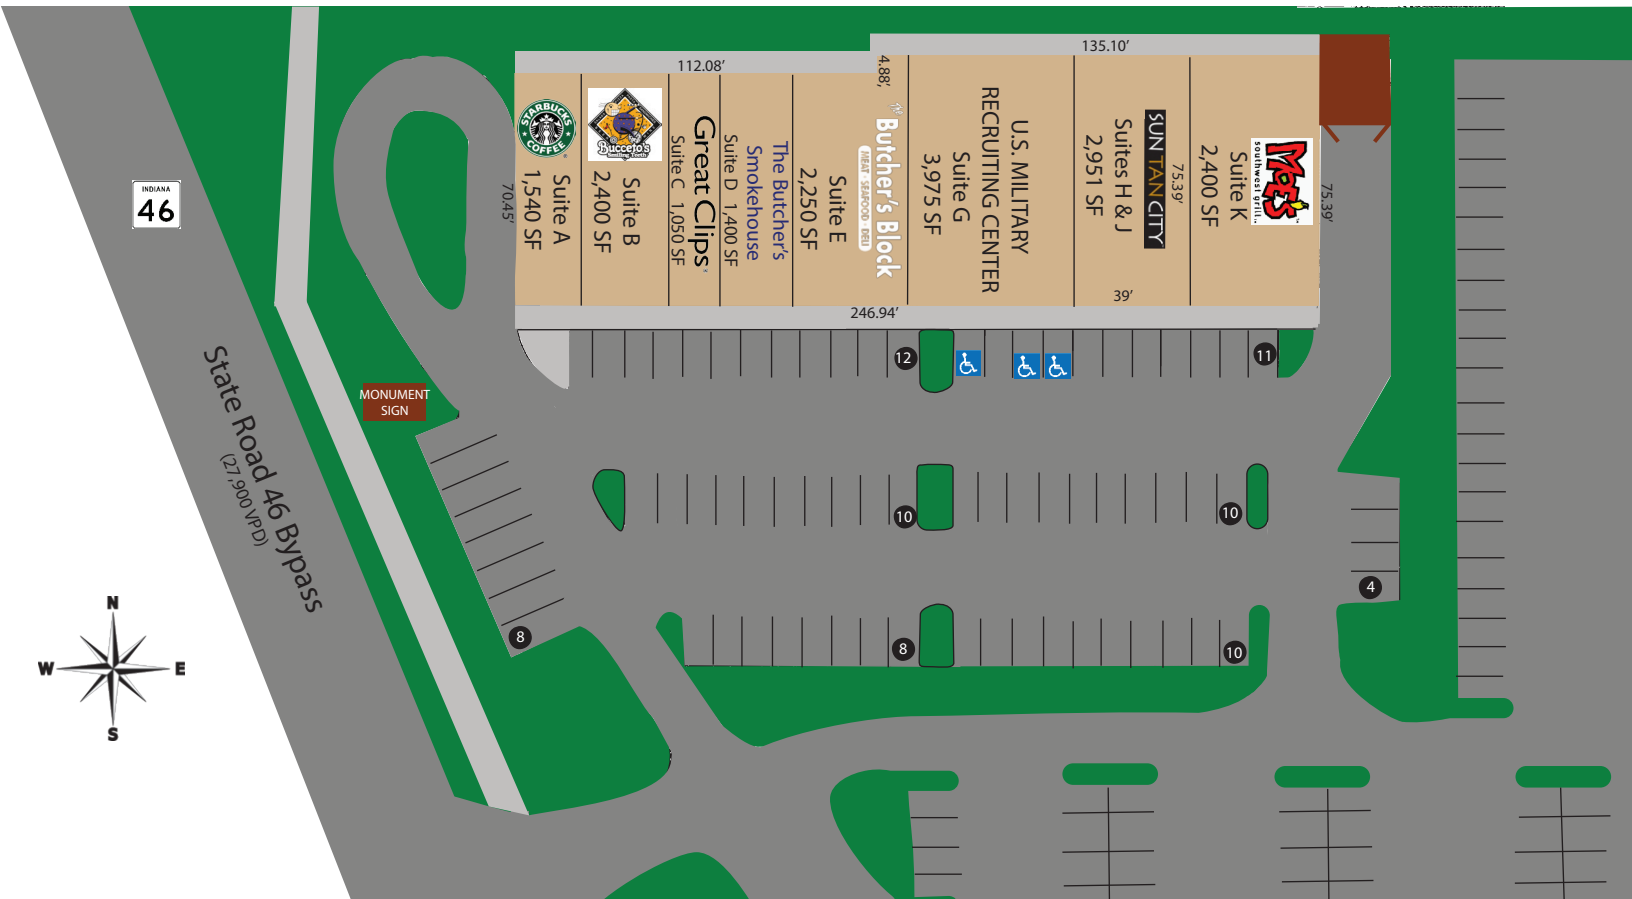 135.10’
112.08’
4.88’,
STARBUCKS
COFFEE
Bucceto's
Smiling Teeth
Suite A
1,540 SF
70.45’
Suite B
2,400 SF
Great Clips
Suite C 1,050 SF
The Butcher's
Smokehouse
Suite D 1,400 SF
Suite E
2,250 SF
The
Butcher's Block
MEAT · SEAFOOD · DELI
U.S. MILITARY
RECRUITING CENTER
Suite G
3,975 SF
SUN TAN CITY
Suites H & J
2,951 SF
75.39’
39’
MOE'S
southwest grill
Suite K
2,400 SF
75.39’
246.94’
INDIANA
46
12
11
MONUMENT
SIGN
State Road 46 Bypass
(27,900 VPD)
10
10
4
8
8
10
N
W
E
S